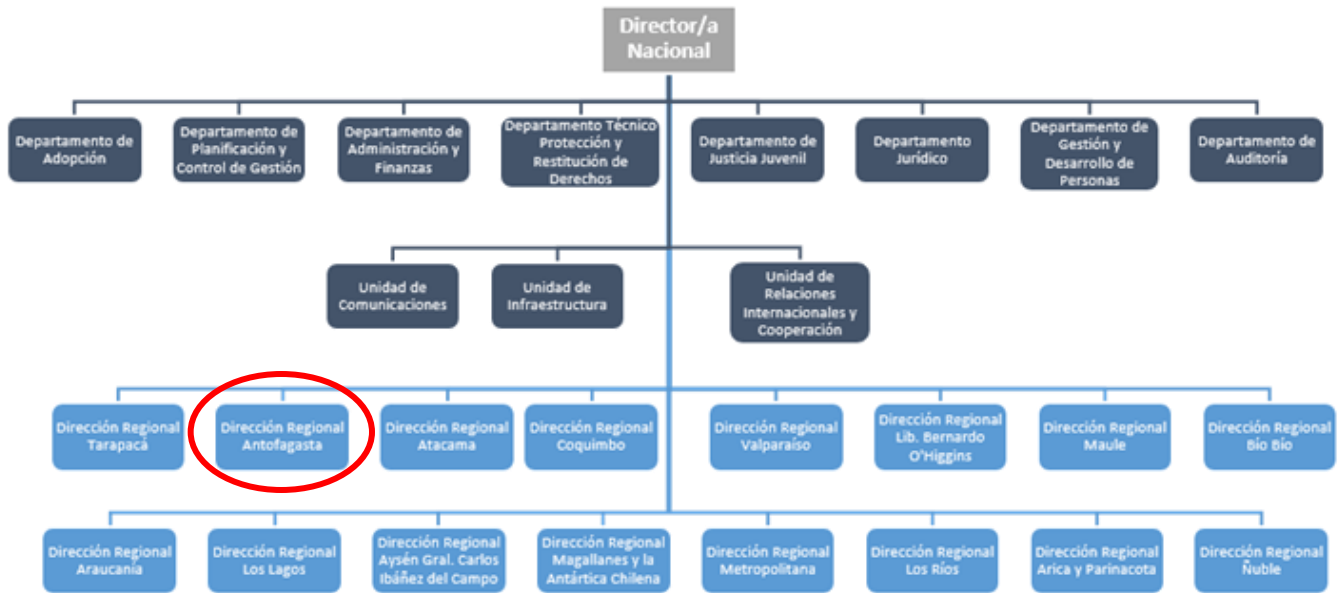 Director/a
Nacional
Departamento de
Adopción
Departamento de
Planificación y
Control de Gestión
Departamento de
Administración y
Finanzas
Departamento Técnico
Protección y
Restitución de
Derechos
Departamento de
Justicia Juvenil
Departamento
Jurídico
Departamento de
Gestión y
Desarrollo de
Personas
Departamento de
Auditoría
Unidad de
Comunicaciones
Unidad de
Infraestructura
Unidad de
Relaciones
Internacionales y
Cooperación
Dirección Regional
Tarapacá
Dirección Regional
Antofagasta
Dirección Regional
Atacama
Dirección Regional
Coquimbo
Dirección Regional
Valparaíso
Dirección Regional
Lib. Bernardo
O'Higgins
Dirección Regional
Maule
Dirección Regional
Bío Bío
Dirección Regional
Araucanía
Dirección Regional
Los Lagos
Dirección Regional
Aysén Gral. Carlos
Ibáñez del Campo
Dirección Regional
Magallanes y la
Antártica Chilena
Dirección Regional
Metropolitana
Dirección Regional
Los Ríos
Dirección Regional
Arica y Parinacota
Dirección Regional
Ñuble